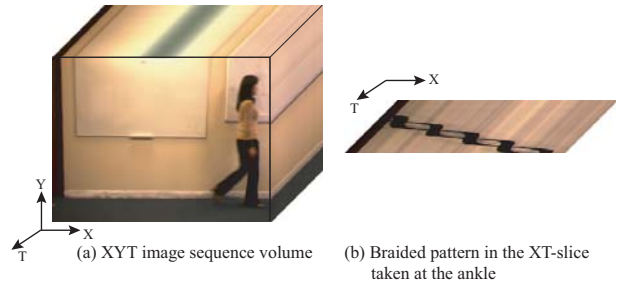 Y
X
T
(a) XYT image sequence volume
X
T
(b) Braided pattern in the XT-slice
taken at the ankle